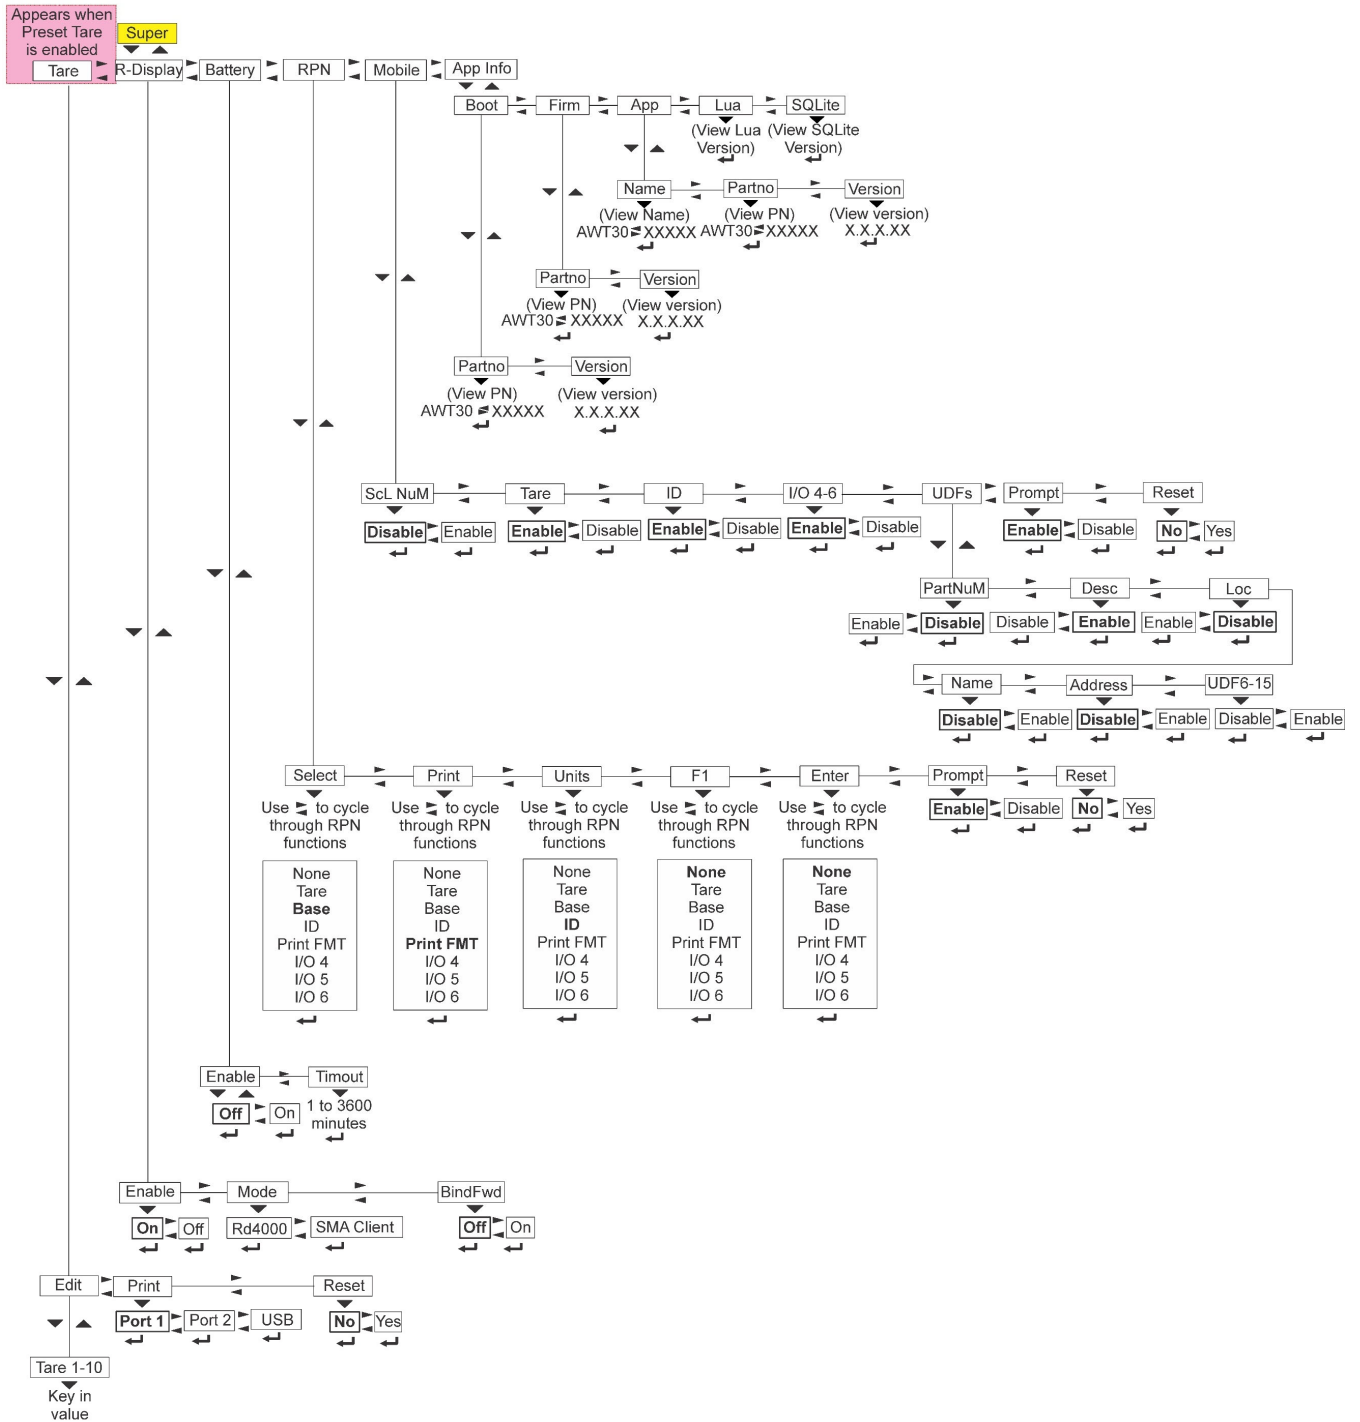 Appears when
Preset Tare
is enabled
Super
Tare R-Display Battery RPN Mobile App Info
Boot Firm App Lua SQLite
(View Lua Version)
(View SQLite Version)
Name Partno Version
(View Name) (View PN) (View version)
AWT30 XXXXX AWT30 XXXXX X.X.X.XX
Partno Version
(View PN) (View version)
AWT30 XXXXX X.X.X.XX
Partno Version
(View PN) (View version)
AWT30 XXXXX X.X.X.XX
ScL NuM Tare ID I/O 4-6 UDFs Prompt Reset
Disable Enable Enable Disable Enable Disable Enable Disable Enable Disable No Yes
PartNuM Desc Loc
Enable Disable Disable Enable Enable Disable
Name Address UDF6-15
Disable Enable Disable Enable Disable Enable
Select Print Units F1 Enter Prompt Reset
Enable Disable No Yes
Use to cycle
through RPN
functions
Use to cycle
through RPN
functions
Use to cycle
through RPN
functions
Use to cycle
through RPN
functions
Use to cycle
through RPN
functions
None
Tare
Base
ID
Print FMT
I/O 4
I/O 5
I/O 6
None
Tare
Base
ID
Print FMT
I/O 4
I/O 5
I/O 6
None
Tare
Base
ID
Print FMT
I/O 4
I/O 5
I/O 6
None
Tare
Base
ID
Print FMT
I/O 4
I/O 5
I/O 6
None
Tare
Base
ID
Print FMT
I/O 4
I/O 5
I/O 6
Enable Timout
Off On
1 to 3600
minutes
Enable Mode BindFwd
On Off Rd4000 SMA Client Off On
Edit Print Reset
Port 1 Port 2 USB No Yes
Tare 1-10
Key in
value